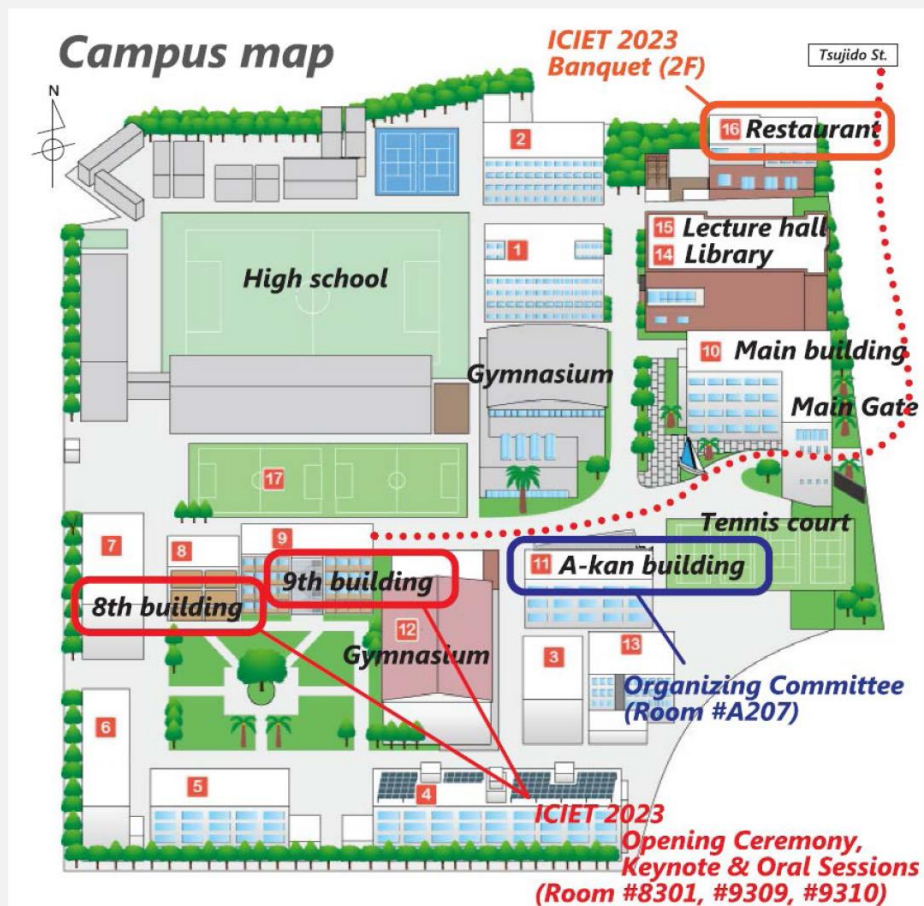 Campus map
ICIET 2023
Banquet (2F)
Tsujido St.
N
16 Restaurant
2
15 Lecture hall
14 Library
1
High school
10 Main building
Gymnasium
Main Gate
17
Tennis court
7
8
9
11 A-kan building
9th building
8th building
12
Gymnasium
3
13
Organizing Committee
(Room #A207)
6
5
4
ICIET 2023
Opening Ceremony,
Keynote & Oral Sessions
(Room #8301, #9309, #9310)